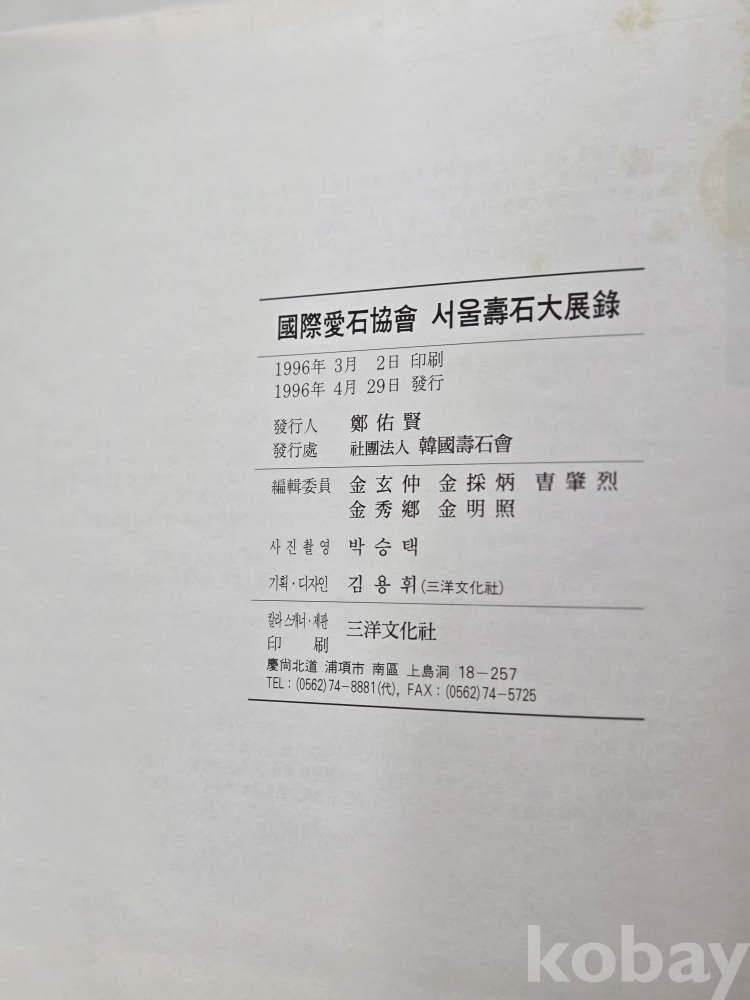 國際愛石協會 서울壽石大展錄
1996年 3月 2日 印刷
1996年 4月 29日 發行
發行人 鄭佑賢
發行處 社團法人 韓國壽石會
編輯委員 金玄仲 金採炳 曺肇烈
金秀鄕 金明照
사진촬영 박승택
기획·디자인 김용휘(三洋文化社)
칼라스캐너·제판
印刷 三洋文化社
慶尙北道 浦項市 南區 上島洞 18-257
TEL : (0562)74-8881(代), FAX : (0562)74-5725
kobay